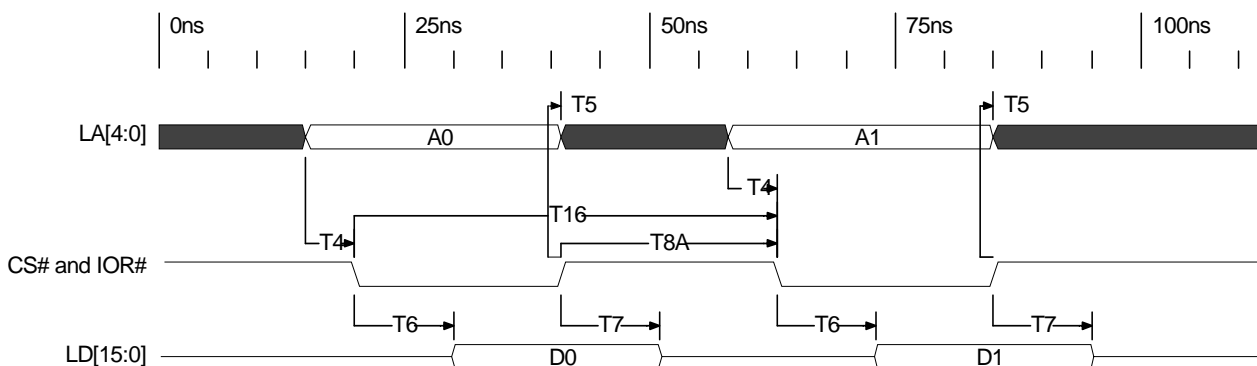 0ns 25ns 50ns 75ns 100ns
T5 T5
LA[4:0] A0 A1
T4
T16
T4 T8A
CS# and IOR#
T6 T7 T6 T7
LD[15:0] D0 D1